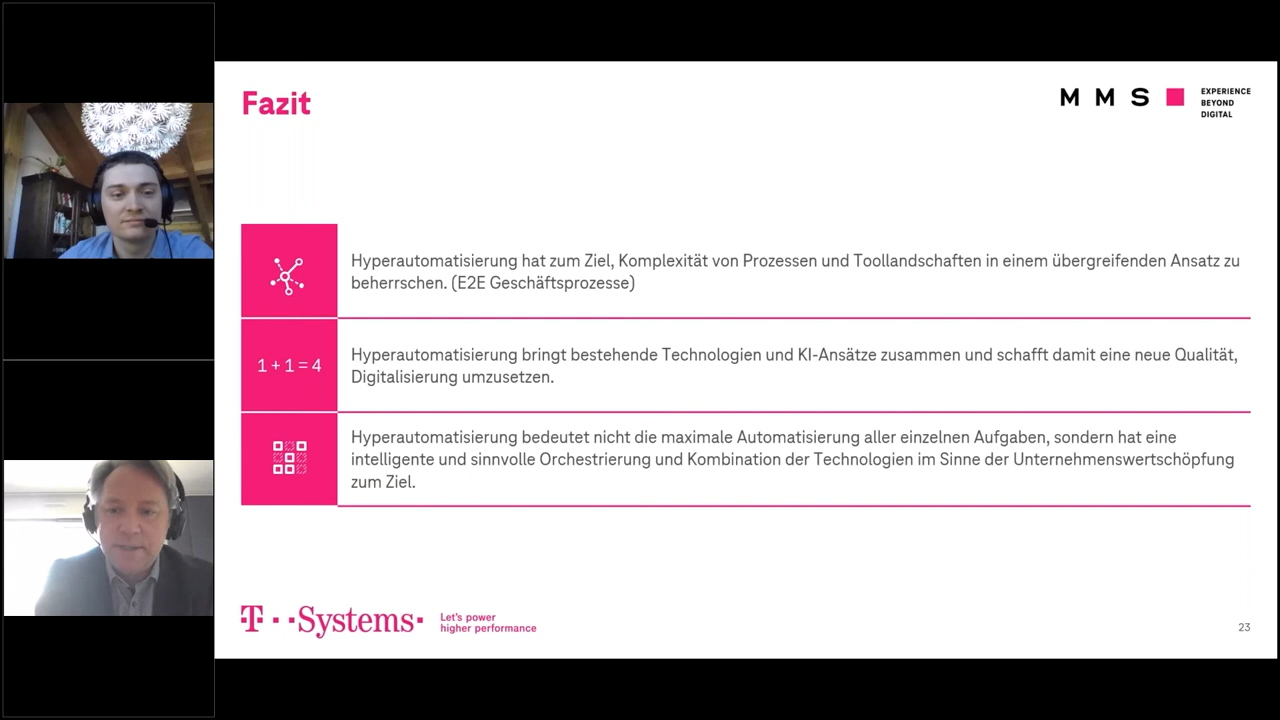 Fazit
M M S
EXPERIENCE
BEYOND
DIGITAL
Hyperautomatisierung hat zum Ziel, Komplexität von Prozessen und Toollandschaften in einem übergreifenden Ansatz zu
beherrschen. (E2E Geschäftsprozesse)
1 + 1 = 4
Hyperautomatisierung bringt bestehende Technologien und KI-Ansätze zusammen und schafft damit eine neue Qualität,
Digitalisierung umzusetzen.
Hyperautomatisierung bedeutet nicht die maximale Automatisierung aller einzelnen Aufgaben, sondern hat eine
intelligente und sinnvolle Orchestrierung und Kombination der Technologien im Sinne der Unternehmenswertschöpfung
zum Ziel.
T··Systems·
Let's power
higher performance
23